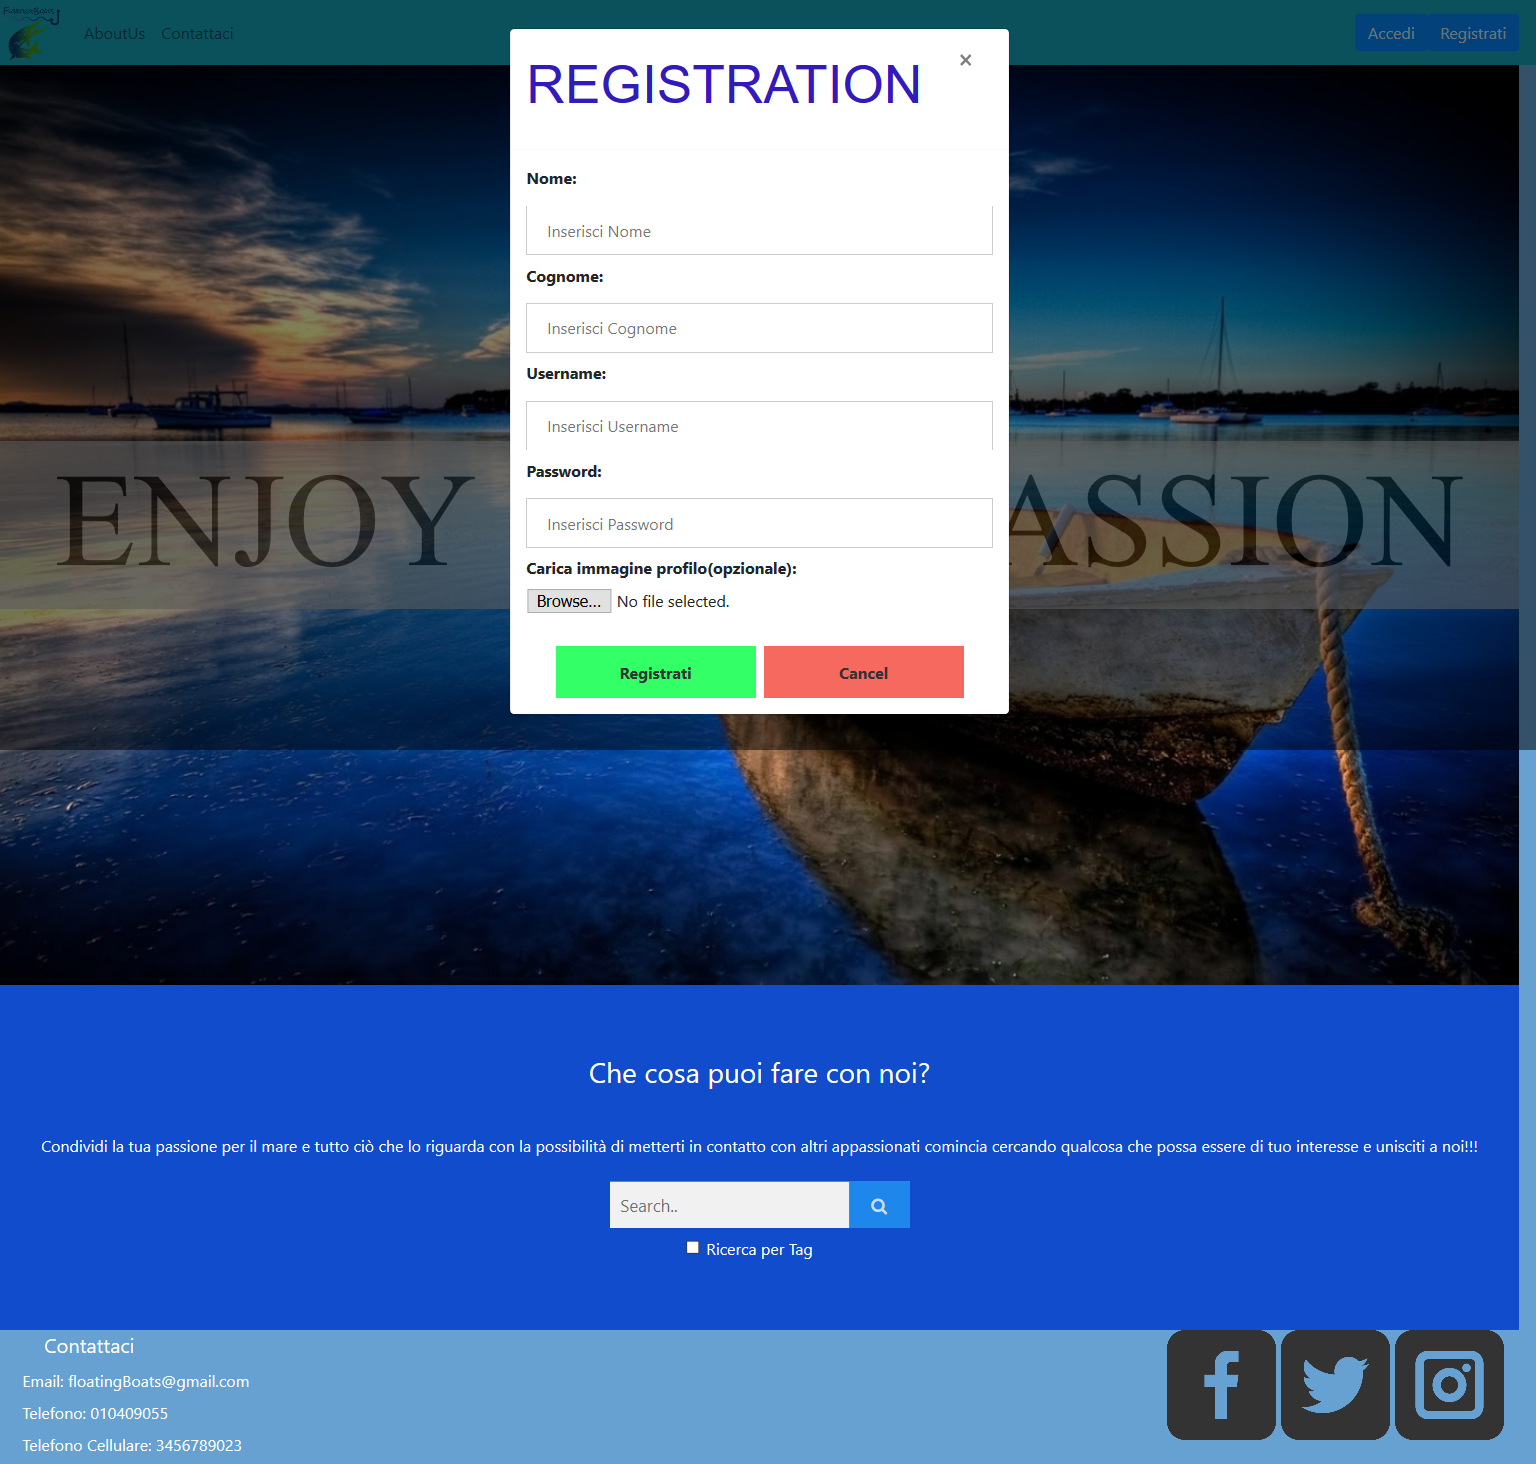 FloatingBoats
AboutUs Contattaci
Accedi Registrati
REGISTRATION ×
Nome:
Inserisci Nome
Cognome:
Inserisci Cognome
Username:
Inserisci Username
Password:
Inserisci Password
Carica immagine profilo(opzionale):
Browse... No file selected.
Registrati Cancel
ENJOY ASSION
Che cosa puoi fare con noi?
Condividi la tua passione per il mare e tutto ciò che lo riguarda con la possibilità di metterti in contatto con altri appassionati comincia cercando qualcosa che possa essere di tuo interesse e unisciti a noi!!!
Search..
Ricerca per Tag
Contattaci
Email: floatingBoats@gmail.com
Telefono: 010409055
Telefono Cellulare: 3456789023